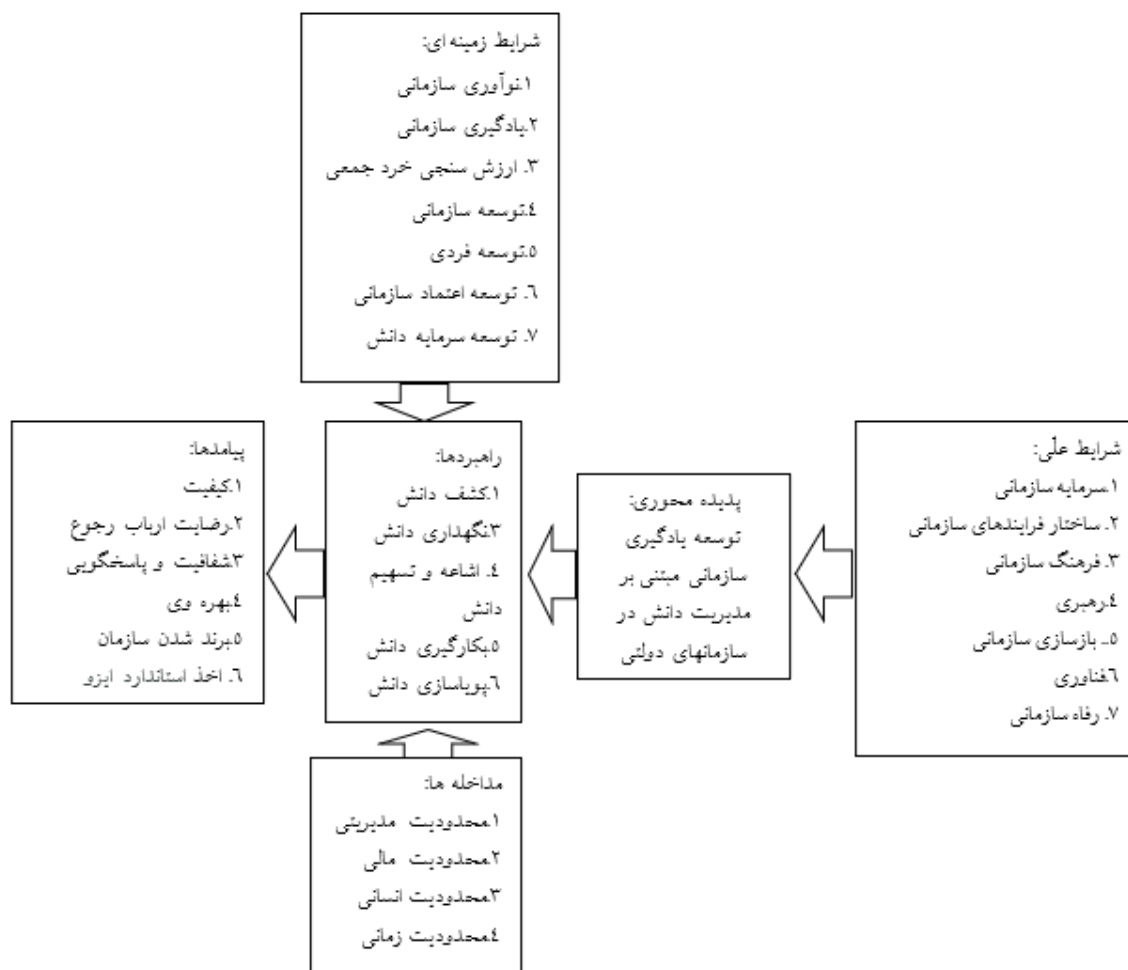 شرایط زمینه ای:
۱.نوآوری سازمانی
۲.یادگیری سازمانی
۳. ارزش سنجی خرد جمعی
٤.توسعه سازمانی
۵.توسعه فردی
٦. توسعه اعتماد سازمانی
۷. توسعه سرمایه دانش
شرایط علّی:
۱.سرمایه سازمانی
۲. ساختار فرایندهای سازمانی
۳. فرهنگ سازمانی
٤.رهبری
۵. بازسازی سازمانی
٦.فناوری
۷. رفاه سازمانی
پدیده محوری:
توسعه یادگیری
سازمانی مبتنی بر
مدیریت دانش در
سازمانهای دولتی
راهبردها:
۱.کشف دانش
۳.نگهداری دانش
٤. اشاعه و تسهیم
دانش
۵.بکارگیری دانش
٦.پویاسازی دانش
پیامدها:
۱.کیفیت
۲.رضایت ارباب رجوع
۳.شفافیت و پاسخگویی
٤.بهره وی
۵.برند شدن سازمان
٦. اخذ استاندارد ایزو
مداخله ها:
۱.محدودیت مدیریتی
۲.محدودیت مالی
۳.محدودیت انسانی
٤.محدودیت زمانی